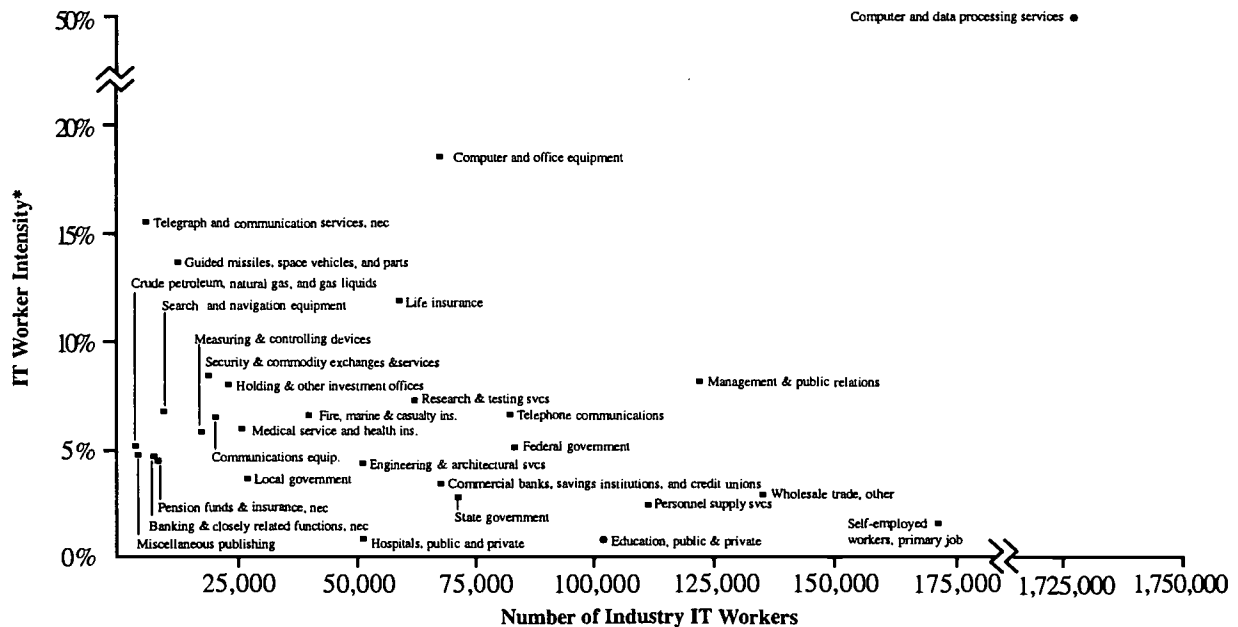 50%
Computer and data processing services
20%
Computer and office equipment
Telegraph and communication services, nec
15%
Guided missiles, space vehicles, and parts
Crude petroleum, natural gas, and gas liquids
Search and navigation equipment
Life insurance
Measuring & controlling devices
10%
Security & commodity exchanges &services
Holding & other investment offices
Management & public relations
Research & testing svcs
Fire, marine & casualty ins.
Telephone communications
Medical service and health ins.
Federal government
5%
Communications equip.
Engineering & architectural svcs
Local government
Commercial banks, savings institutions, and credit unions
Wholesale trade, other
Pension funds & insurance, nec
Personnel supply svcs
State government
Banking & closely related functions, nec
Self-employed
workers, primary job
Miscellaneous publishing
Hospitals, public and private
Education, public & private
0%
IT Worker Intensity*
25,000
50,000
75,000
100,000
125,000
150,000
175,000
1,725,000
1,750,000
Number of Industry IT Workers